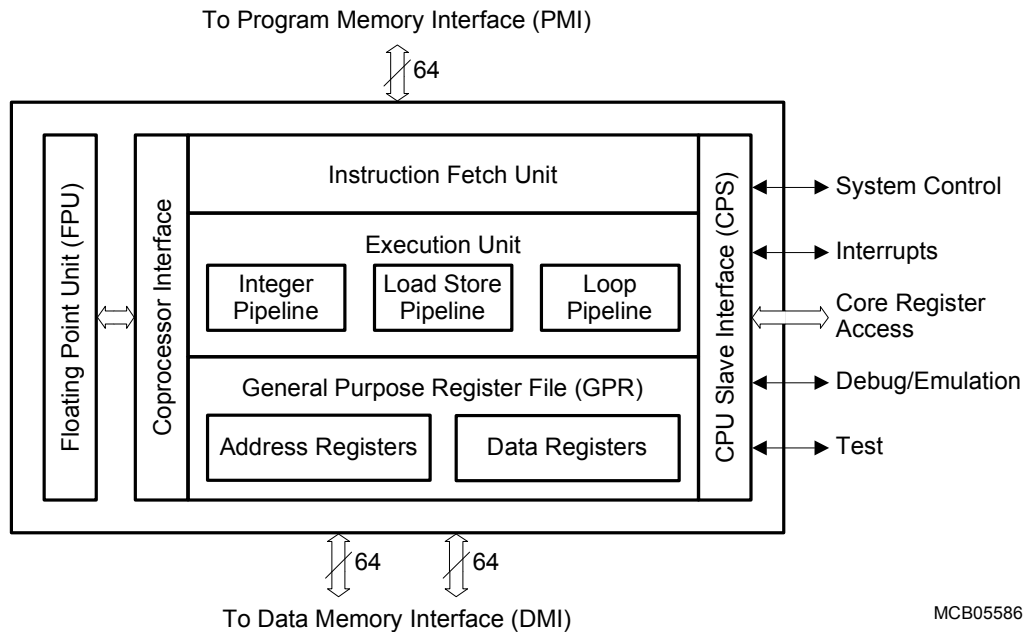 To Program Memory Interface (PMI)
64
Floating Point Unit (FPU)
Coprocessor Interface
Instruction Fetch Unit
Execution Unit
Integer
Pipeline
Load Store
Pipeline
Loop
Pipeline
General Purpose Register File (GPR)
Address Registers
Data Registers
CPU Slave Interface (CPS)
System Control
Interrupts
Core Register
Access
Debug/Emulation
Test
64
64
To Data Memory Interface (DMI)
MCB05586